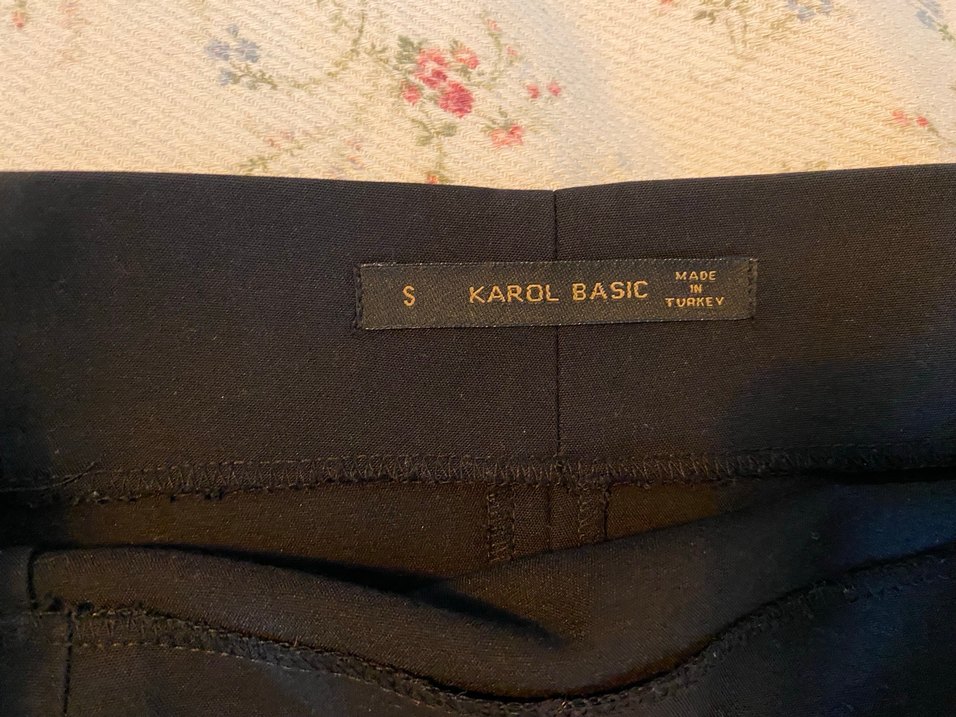 S
KAROL BASIC
MADE
IN
TURKEY